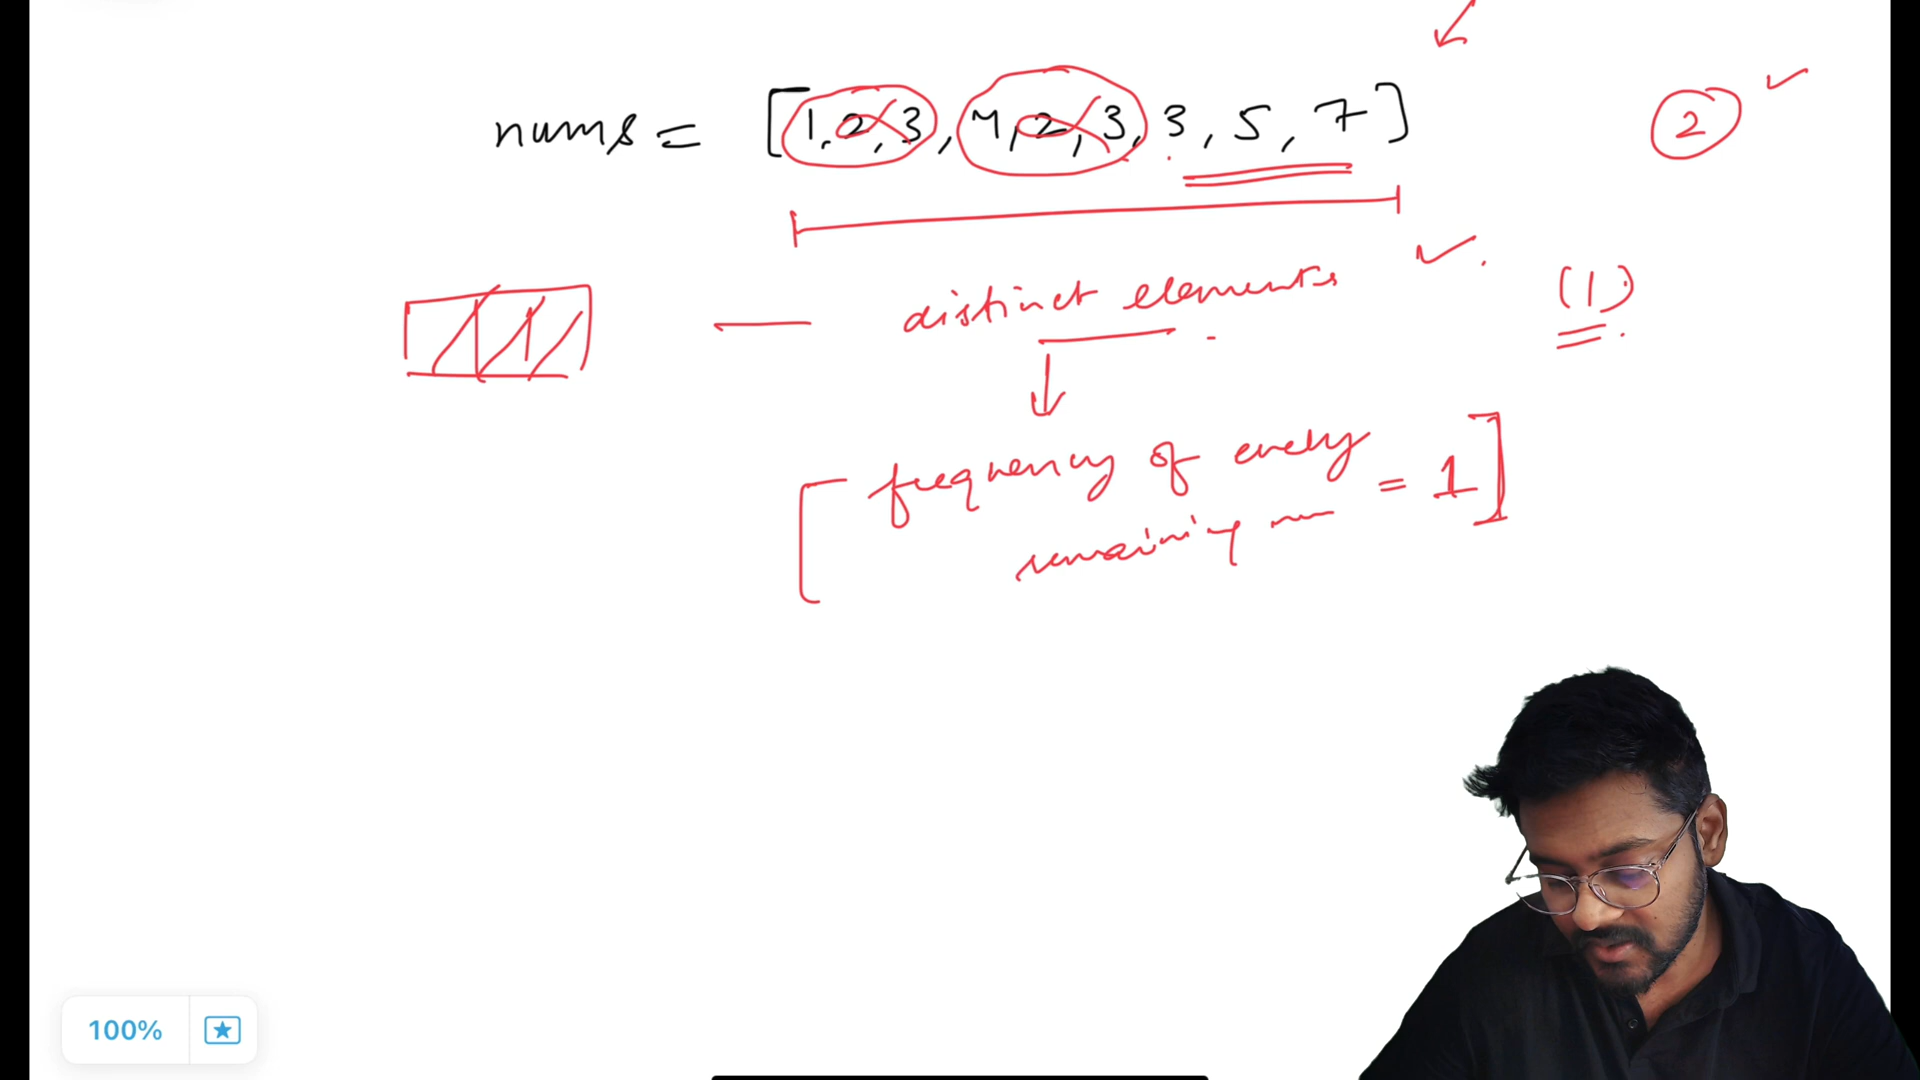 nums = [1, 2, 3, 4, 2, 3, 3, 5, 7]
2
distinct elements
(1)
[ frequency of every
remaining = 1 ]
100%